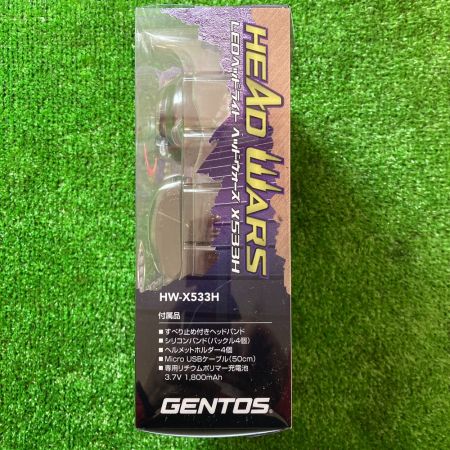 HEAD WARS
LEDヘッドライト ヘッドウォーズ X533H
HW-X533H
付属品
■すべり止め付きヘッドバンド
■シリコンバンド(バックル4個)
■ヘルメットホルダー4個
■Micro USBケーブル(50cm)
■専用リチウムポリマー充電池
3.7V 1,800mAh
GENTOS